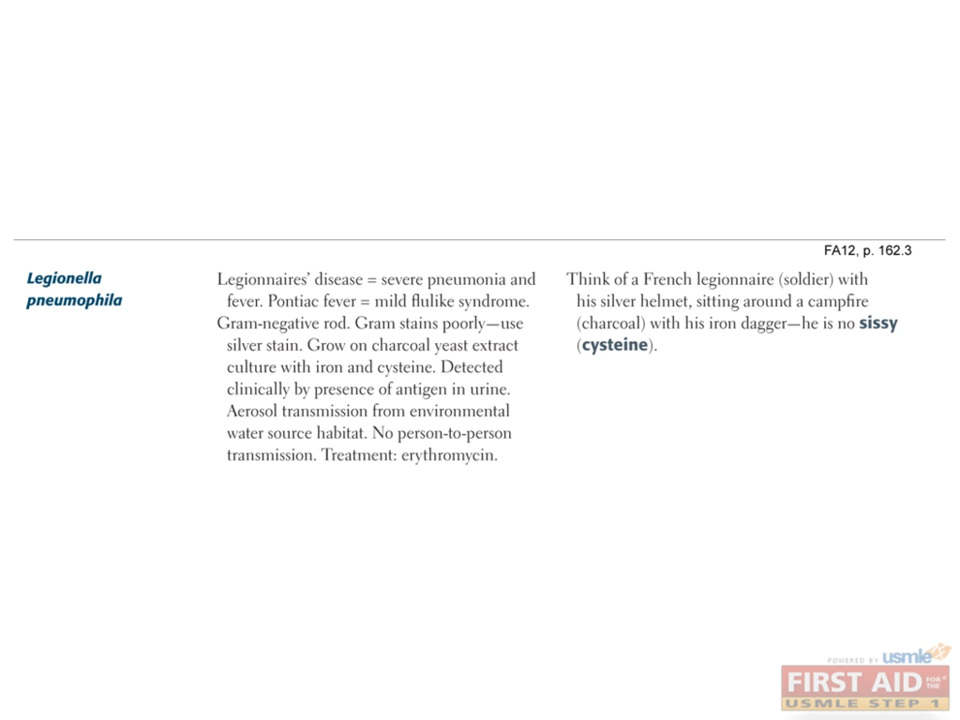 FA12, p. 162.3
Legionella
pneumophila
Legionnaires' disease = severe pneumonia and
fever. Pontiac fever = mild flulike syndrome.
Gram-negative rod. Gram stains poorly—use
silver stain. Grow on charcoal yeast extract
culture with iron and cysteine. Detected
clinically by presence of antigen in urine.
Aerosol transmission from environmental
water source habitat. No person-to-person
transmission. Treatment: erythromycin.
Think of a French legionnaire (soldier) with
his silver helmet, sitting around a campfire
(charcoal) with his iron dagger—he is no sissy
(cysteine).
POWERED BY usmle
FIRST AID FOR THE
USMLE STEP 1